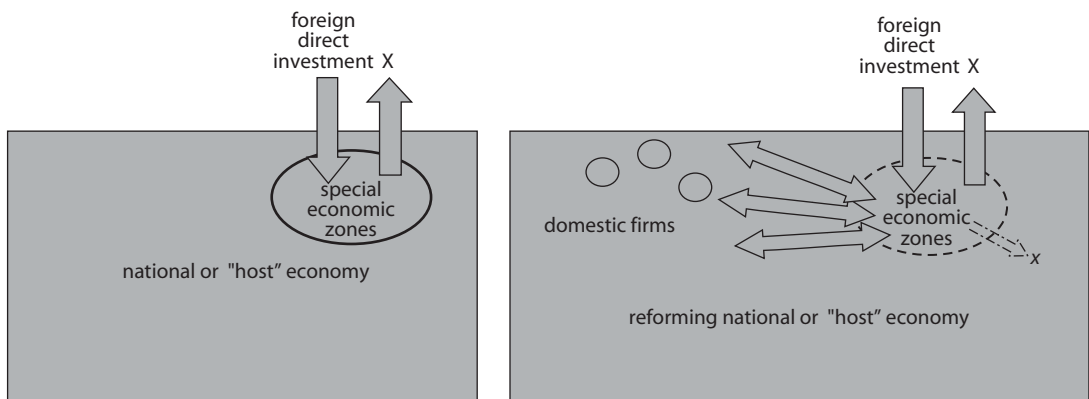 foreign
direct
investment X
special
economic
zones
national or "host” economy
foreign
direct
investment X
domestic firms
special
economic
zones
x
reforming national or "host” economy